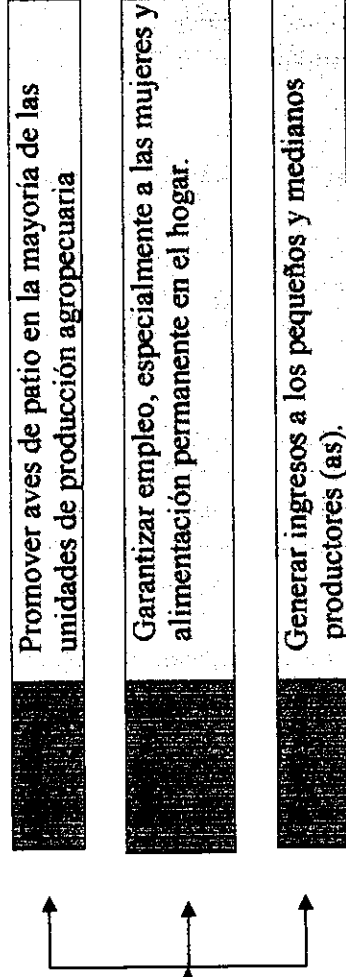 Promover aves de patio en la mayoría de las
unidades de producción agropecuaria
Garantizar empleo, especialmente a las mujeres y
alimentación permanente en el hogar.
Generar ingresos a los pequeños y medianos
productores (as).